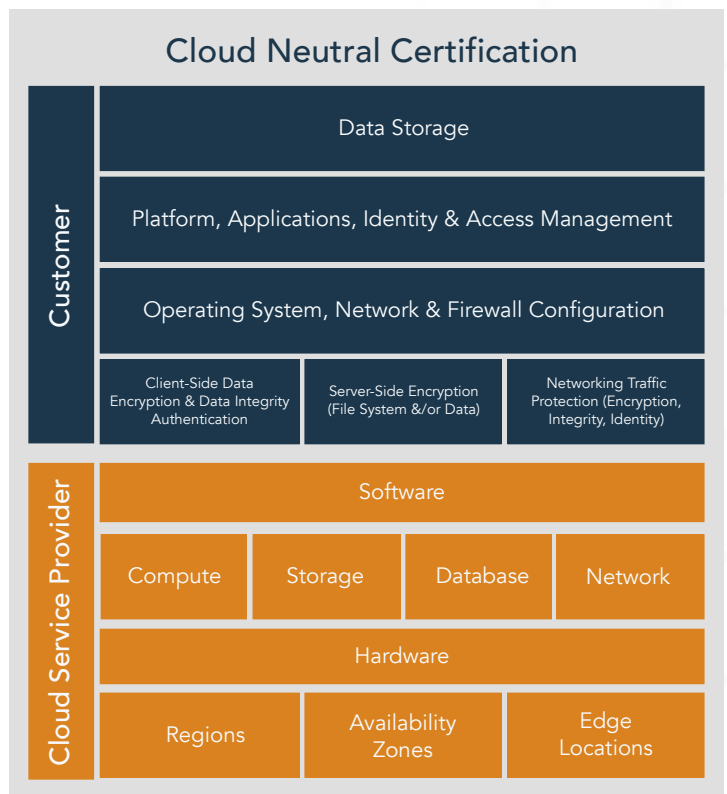 Cloud Neutral Certification
Customer
Data Storage
Platform, Applications, Identity & Access Management
Operating System, Network & Firewall Configuration
Client-Side Data
Encryption & Data Integrity
Authentication
Server-Side Encryption
(File System &/or Data)
Networking Traffic
Protection (Encryption,
Integrity, Identity)
Cloud Service Provider
Software
Compute
Storage
Database
Network
Hardware
Regions
Availability
Zones
Edge
Locations